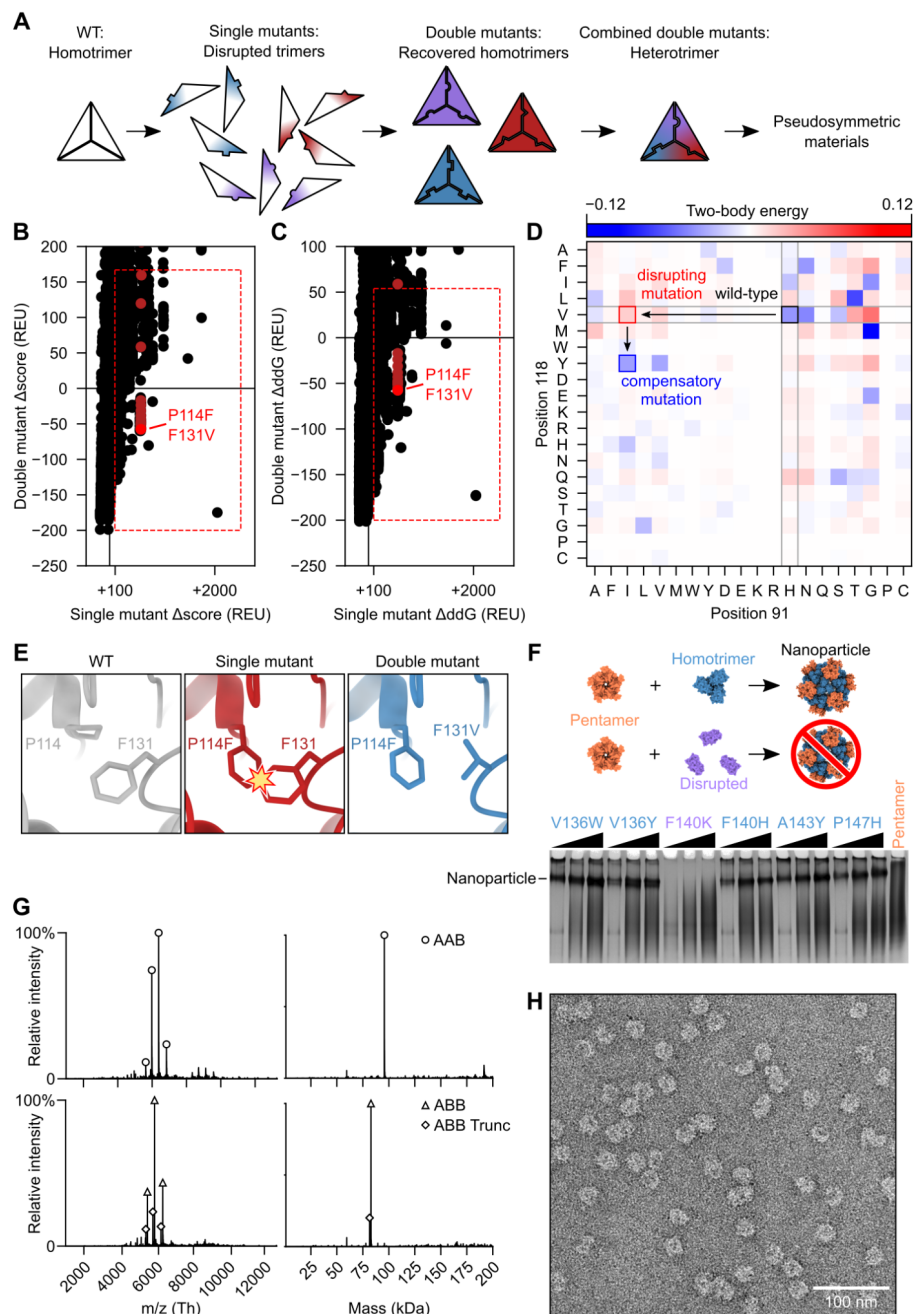 A
WT:
Homotrimer
Single mutants:
Disrupted trimers
Double mutants:
Recovered homotrimers
Combined double mutants:
Heterotrimer
Pseudosymmetric
materials
B
200
150
100
50
0
−50
−100
−150
−200
−250
Double mutant Δscore (REU)
P114F
F131V
+100
+2000
Single mutant Δscore (REU)
C
100
50
0
−50
−100
−150
−200
−250
Double mutant ΔddG (REU)
P114F
F131V
+100
+2000
Single mutant ΔddG (REU)
D
−0.12
Two-body energy
0.12
A
F
I
L
V
M
W
Y
D
E
K
R
H
N
Q
S
T
G
P
C
Position 118
disrupting
mutation
wild-type
compensatory
mutation
A F I L V M W Y D E K R H N Q S T G P C
Position 91
E
WT
Single mutant
Double mutant
P114
F131
P114F
F131
P114F
F131V
F
Pentamer
+
Homotrimer
Nanoparticle
+
Disrupted
V136W V136Y F140K F140H A143Y P147H
Pentamer
Nanoparticle
G
100%
Relative intensity
0
AAB
100%
Relative intensity
0
ABB
ABB Trunc
2000 4000 6000 8000 10000 12000
m/z (Th)
25 50 75 100 125 150 175 200
Mass (kDa)
H
100 nm